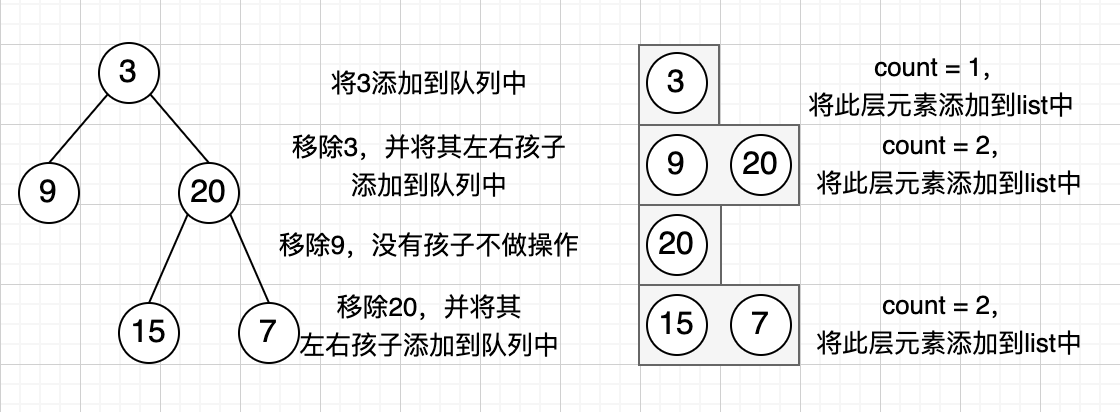 3
9
20
15
7
将3添加到队列中
3
count = 1,
将此层元素添加到list中
移除3，并将其左右孩子
添加到队列中
9
20
count = 2,
将此层元素添加到list中
移除9，没有孩子不做操作
20
移除20，并将其
左右孩子添加到队列中
15
7
count = 2,
将此层元素添加到list中